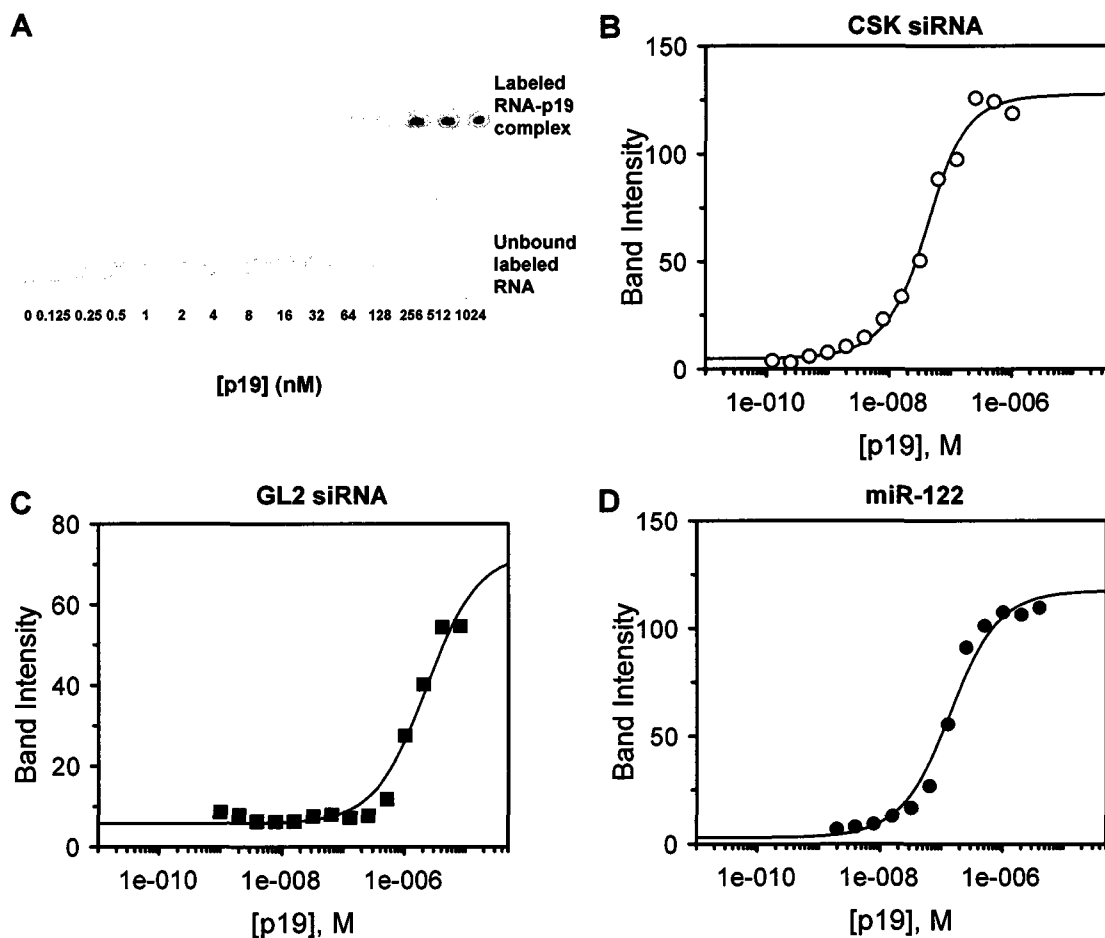 A
Labeled
RNA-p19
complex
Unbound
labeled
RNA
0 0.125 0.25 0.5 1 2 4 8 16 32 64 128 256 512 1024
[p19] (nM)
B
CSK siRNA
150
100
50
0
Band Intensity
1e-010 1e-008 1e-006
[p19], M
C
GL2 siRNA
80
60
40
20
0
Band Intensity
1e-010 1e-008 1e-006
[p19], M
D
miR-122
150
100
50
0
Band Intensity
1e-010 1e-008 1e-006
[p19], M